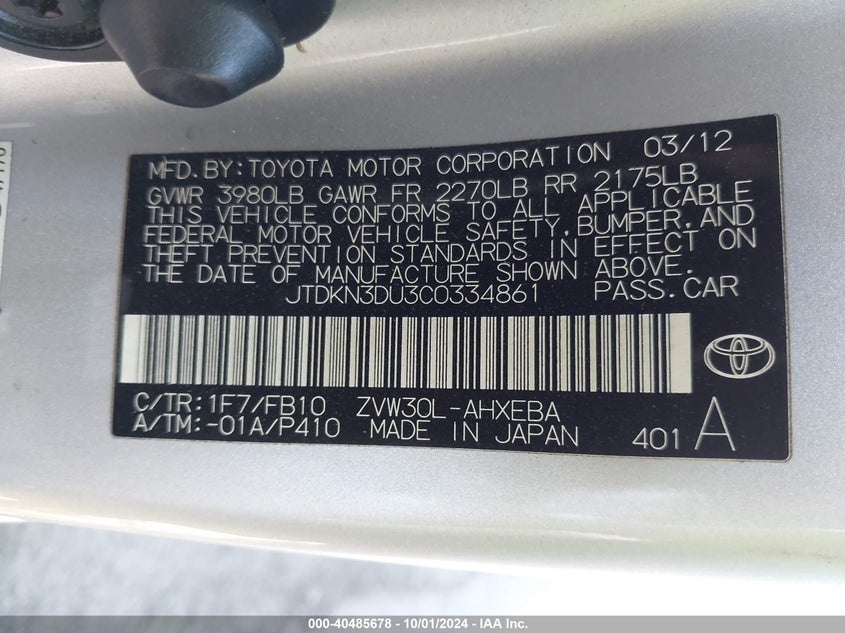 MFD.BY: TOYOTA MOTOR CORPORATION 03/12
GVWR 3980LB GAWR FR 2270LB RR 2175LB
THIS VEHICLE CONFORMS TO ALL APPLICABLE
FEDERAL MOTOR VEHICLE SAFETY, BUMPER, AND
THEFT PREVENTION STANDARDS IN EFFECT ON
THE DATE OF MANUFACTURE SHOWN ABOVE.
JTDKN3DU3C0334861 PASS.CAR
C/TR: 1F7/FB10 ZVW30L-AHXEBA
A/TM: -01A/P410 MADE IN JAPAN 401 A
000-40485678 - 10/01/2024 - IAA Inc.